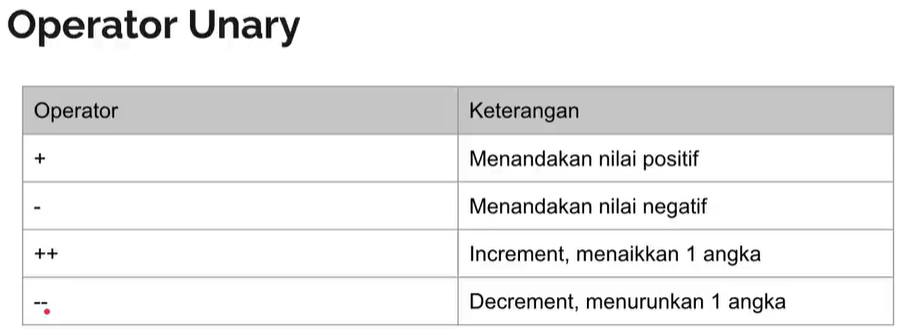 Operator Unary
Operator Keterangan
+ Menandakan nilai positif
- Menandakan nilai negatif
++ Increment, menaikkan 1 angka
-- Decrement, menurunkan 1 angka